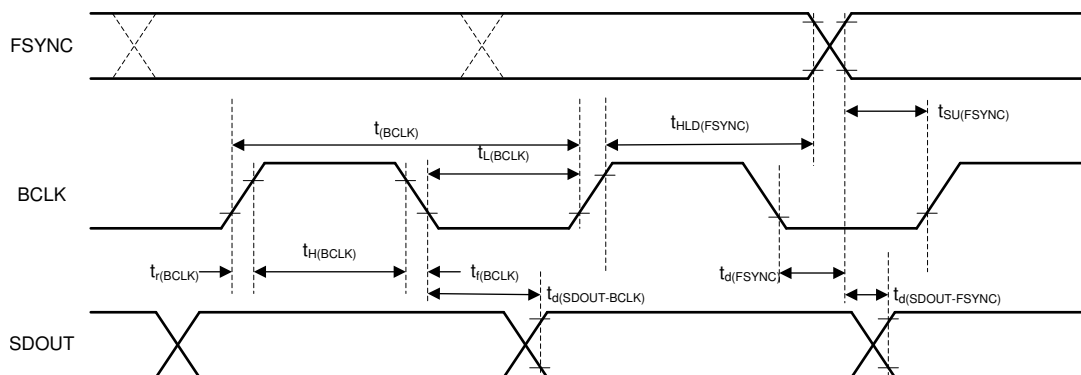 FSYNC
t(BCLK)
tHLD(FSYNC)
tSU(FSYNC)
tL(BCLK)
BCLK
tr(BCLK)
tH(BCLK)
tf(BCLK)
td(FSYNC)
td(SDOUT-BCLK)
td(SDOUT-FSYNC)
SDOUT